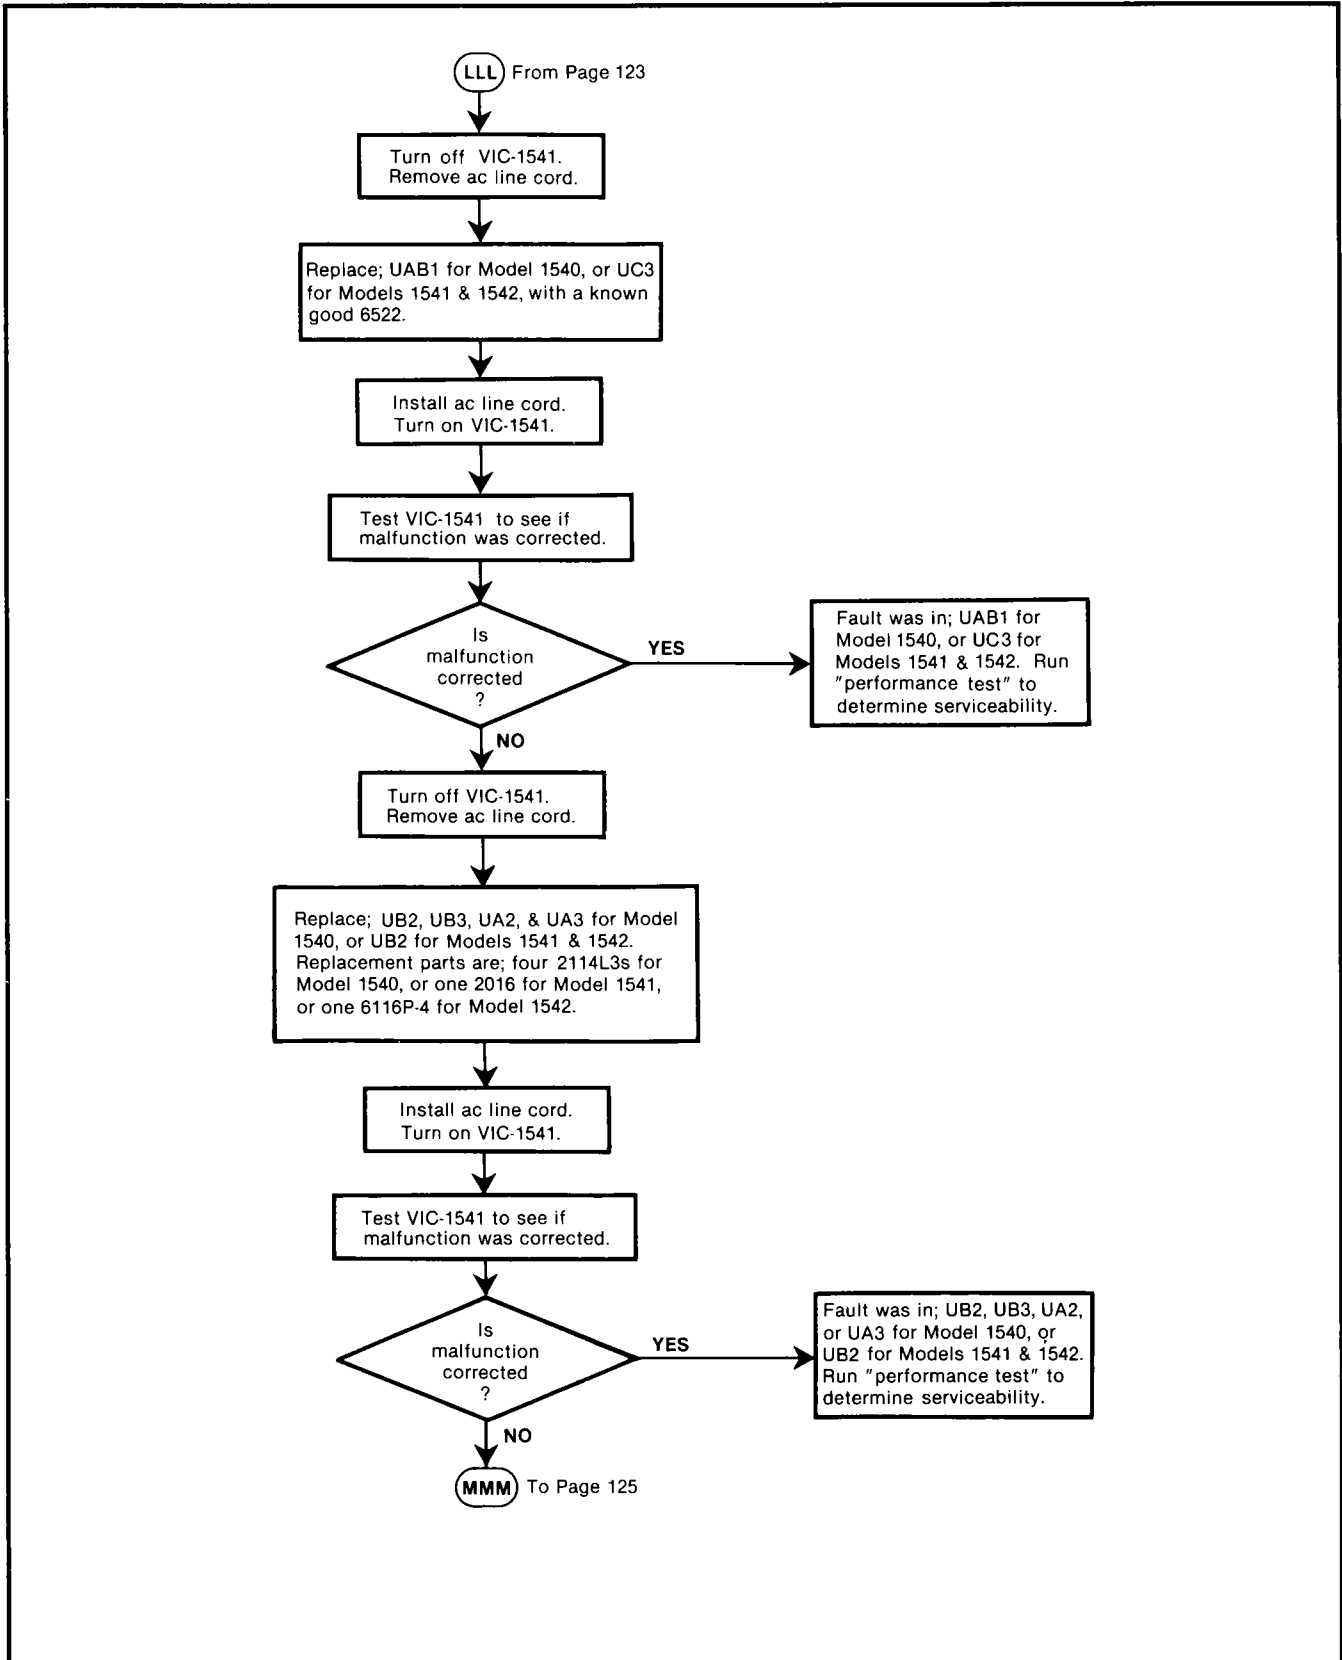 LLL From Page 123
Turn off VIC-1541.
Remove ac line cord.
Replace; UAB1 for Model 1540, or UC3
for Models 1541 & 1542, with a known
good 6522.
Install ac line cord.
Turn on VIC-1541.
Test VIC-1541 to see if
malfunction was corrected.
Is
malfunction
corrected
?
YES
Fault was in; UAB1 for
Model 1540, or UC3 for
Models 1541 & 1542. Run
"performance test" to
determine serviceability.
NO
Turn off VIC-1541.
Remove ac line cord.
Replace; UB2, UB3, UA2, & UA3 for Model
1540, or UB2 for Models 1541 & 1542.
Replacement parts are; four 2114L3s for
Model 1540, or one 2016 for Model 1541,
or one 6116P-4 for Model 1542.
Install ac line cord.
Turn on VIC-1541.
Test VIC-1541 to see if
malfunction was corrected.
Is
malfunction
corrected
?
YES
Fault was in; UB2, UB3, UA2,
or UA3 for Model 1540, or
UB2 for Models 1541 & 1542.
Run "performance test" to
determine serviceability.
NO
MMM To Page 125